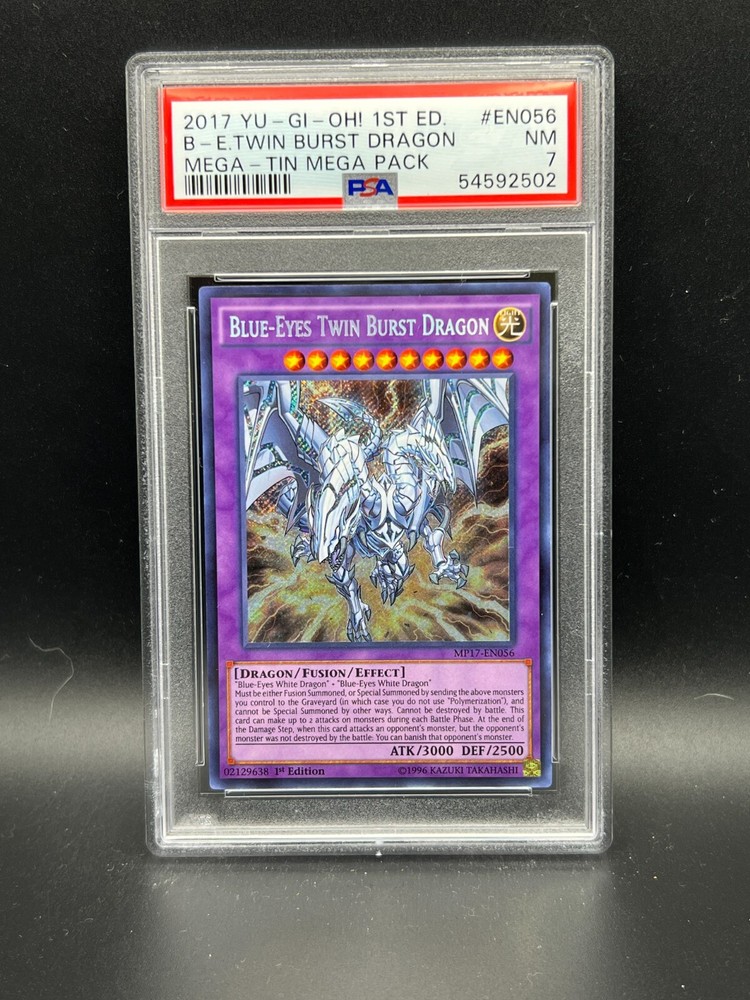 2017 YU-GI-OH! 1ST ED. #EN056
B-E.TWIN BURST DRAGON NM
MEGA-TIN MEGA PACK 7
PSA 54592502
BLUE-EYES TWIN BURST DRAGON
LIGHT
光
MP17-EN056
[DRAGON/FUSION/EFFECT]
"Blue-Eyes White Dragon" + "Blue-Eyes White Dragon"
Must be either Fusion Summoned, or Special Summoned by sending the above monsters
you control to the Graveyard (in which case you do not use "Polymerization"), and
cannot be Special Summoned by other ways. Cannot be destroyed by battle. This
card can make up to 2 attacks on monsters during each Battle Phase. At the end of
the Damage Step, when this card attacks an opponent's monster, but the opponent's
monster was not destroyed by the battle: You can banish that opponent's monster.
ATK/3000 DEF/2500
02129638 1st Edition ©1996 KAZUKI TAKAHASHI